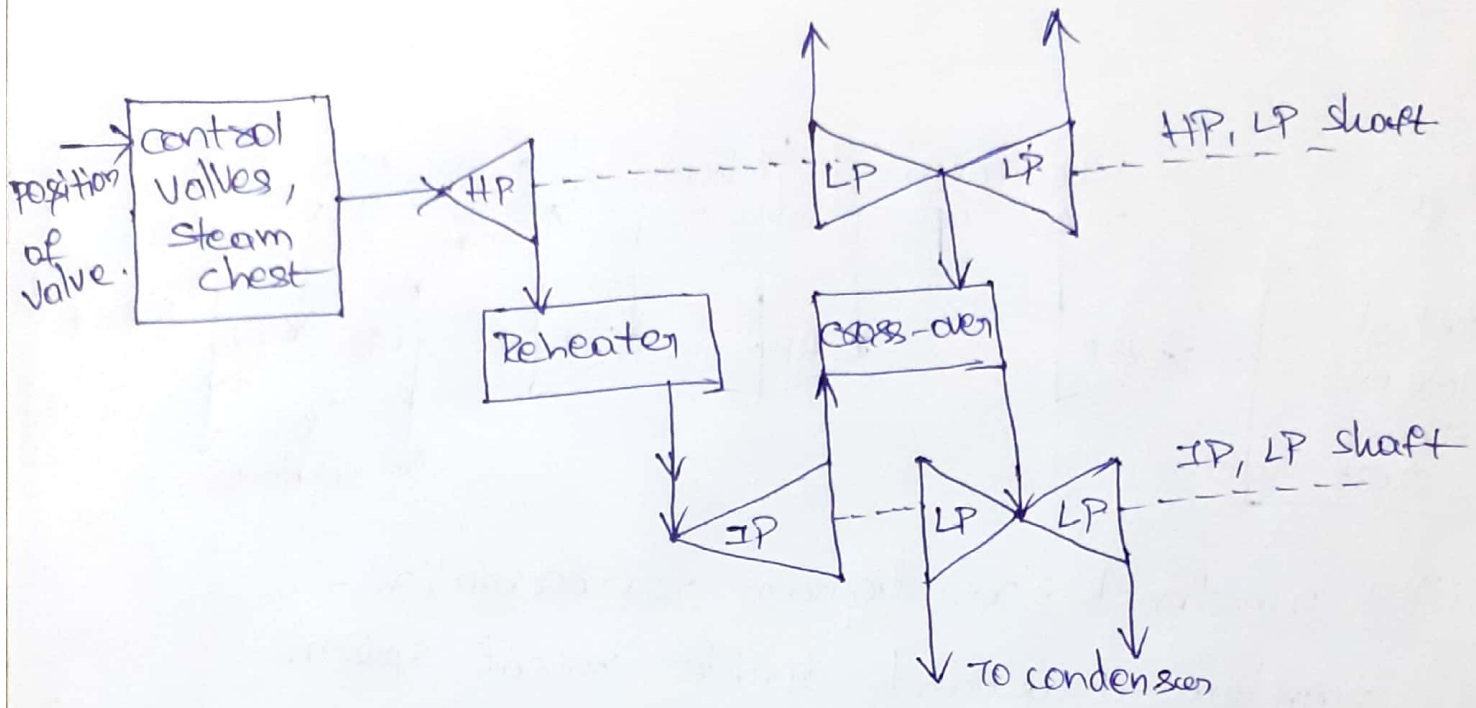 position
of
valve.
control
valves,
steam
chest
HP
Reheater
LP
LP
HP, LP shaft
cross-over
IP
LP
LP
IP, LP shaft
To condenser